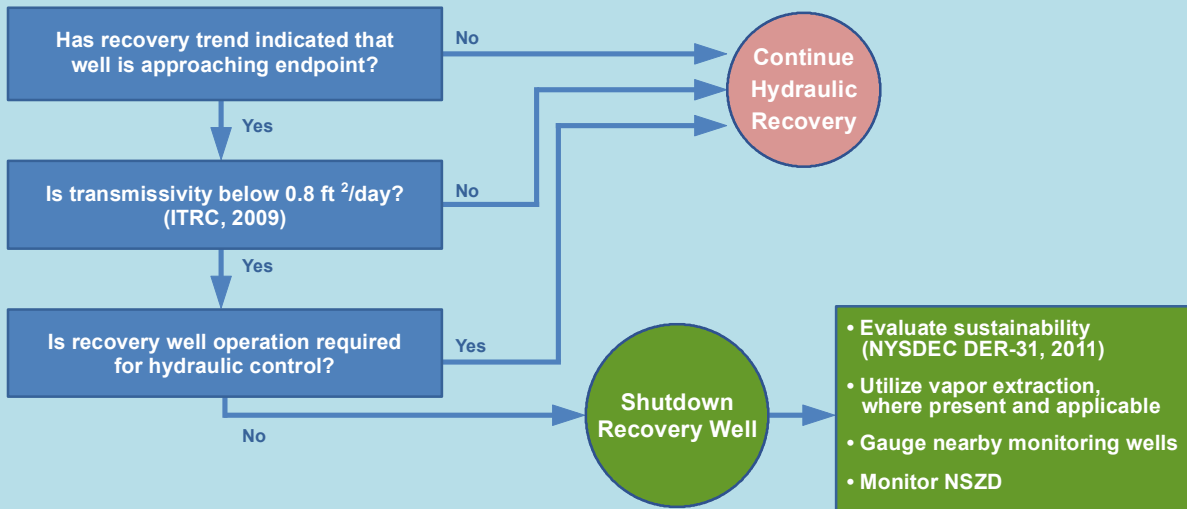 Has recovery trend indicated that
well is approaching endpoint?
No
Continue
Hydraulic
Recovery
Yes
Is transmissivity below 0.8 ft ²/day?
(ITRC, 2009)
No
Yes
Is recovery well operation required
for hydraulic control?
Yes
No
Shutdown
Recovery Well
• Evaluate sustainability
(NYSDEC DER-31, 2011)
• Utilize vapor extraction,
where present and applicable
• Gauge nearby monitoring wells
• Monitor NSZD